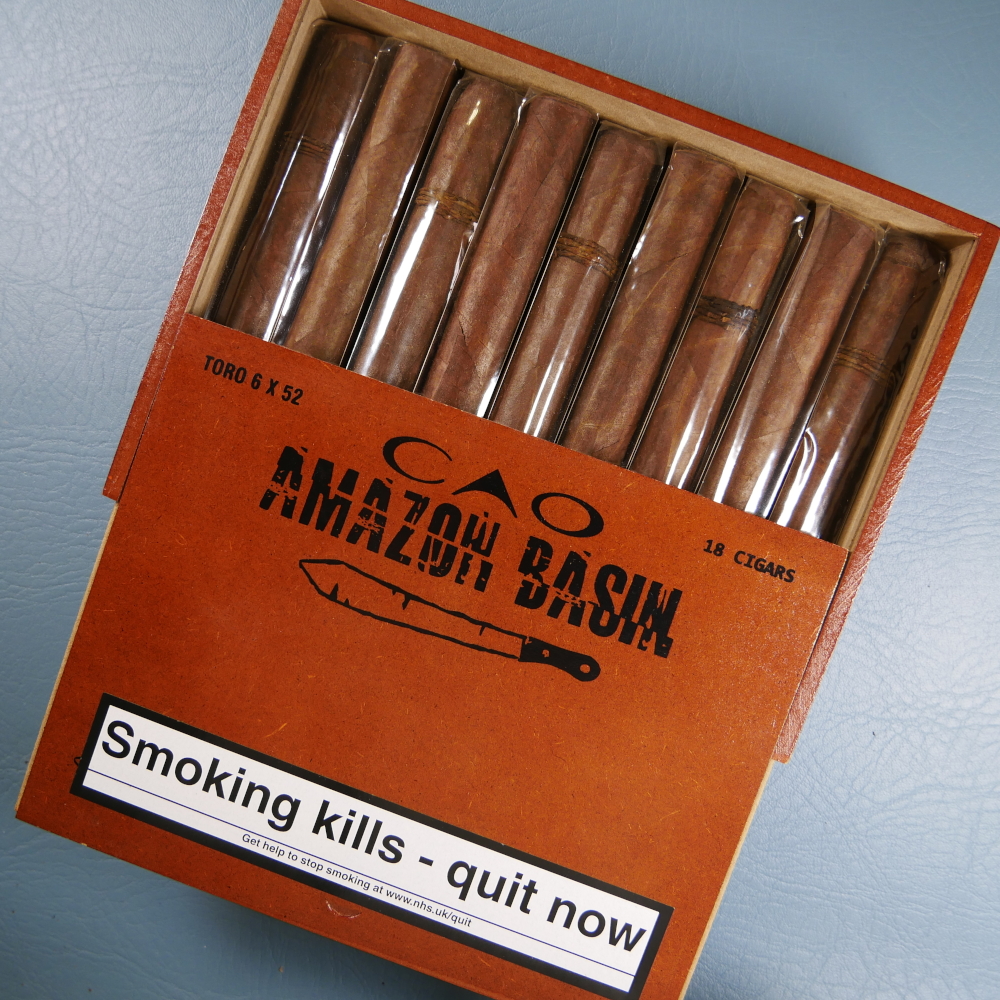 TORO 6 X 52
CAO
AMAZON BASIN
18 CIGARS
Smoking kills - quit now
Get help to stop smoking at www.nhs.uk/quit